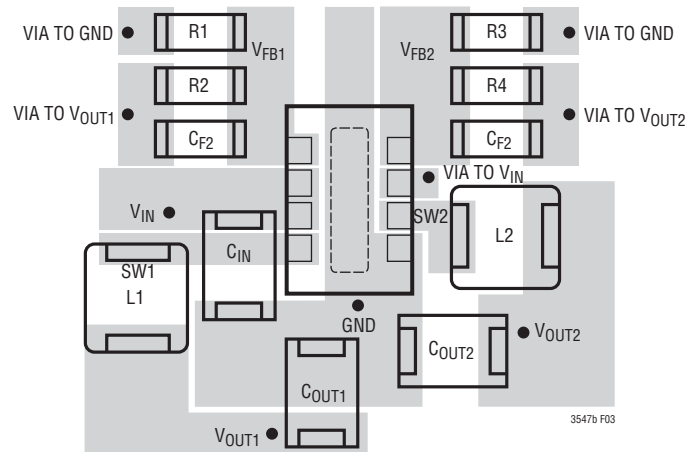 VIA TO GND
R1
VFB1
VFB2
R3
VIA TO GND
R2
R4
VIA TO VOUT1
VIA TO VOUT2
CF2
CF2
VIA TO VIN
VIN
SW2
L2
CIN
SW1
L1
GND
COUT2
VOUT2
COUT1
VOUT1
3547b F03